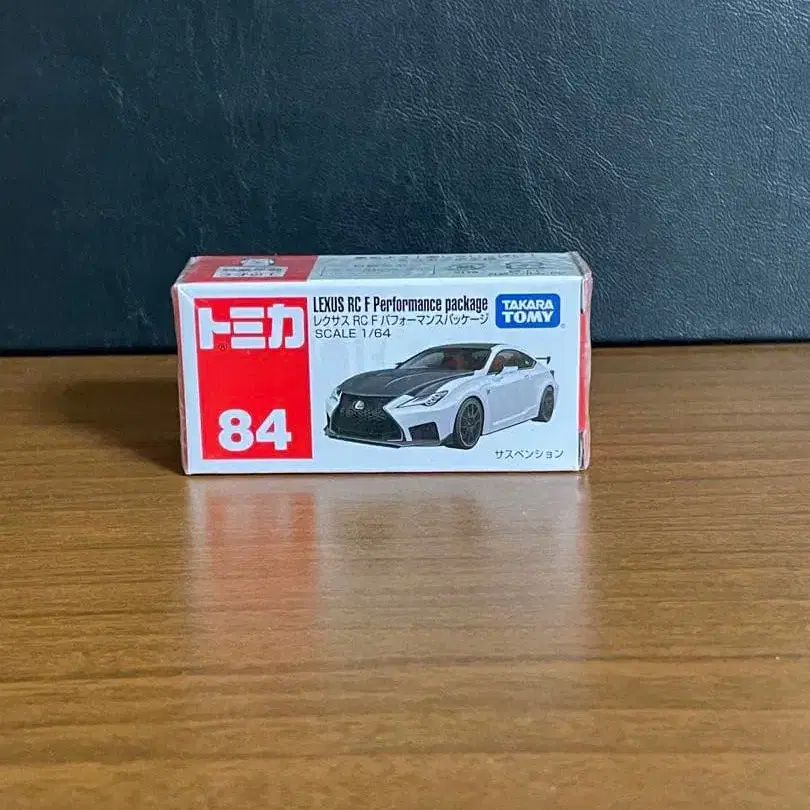 トミカ
84
LEXUS RC F Performance package
レクサス RC F パフォーマンスパッケージ
SCALE 1/64
TAKARA
TOMY
サスペンション